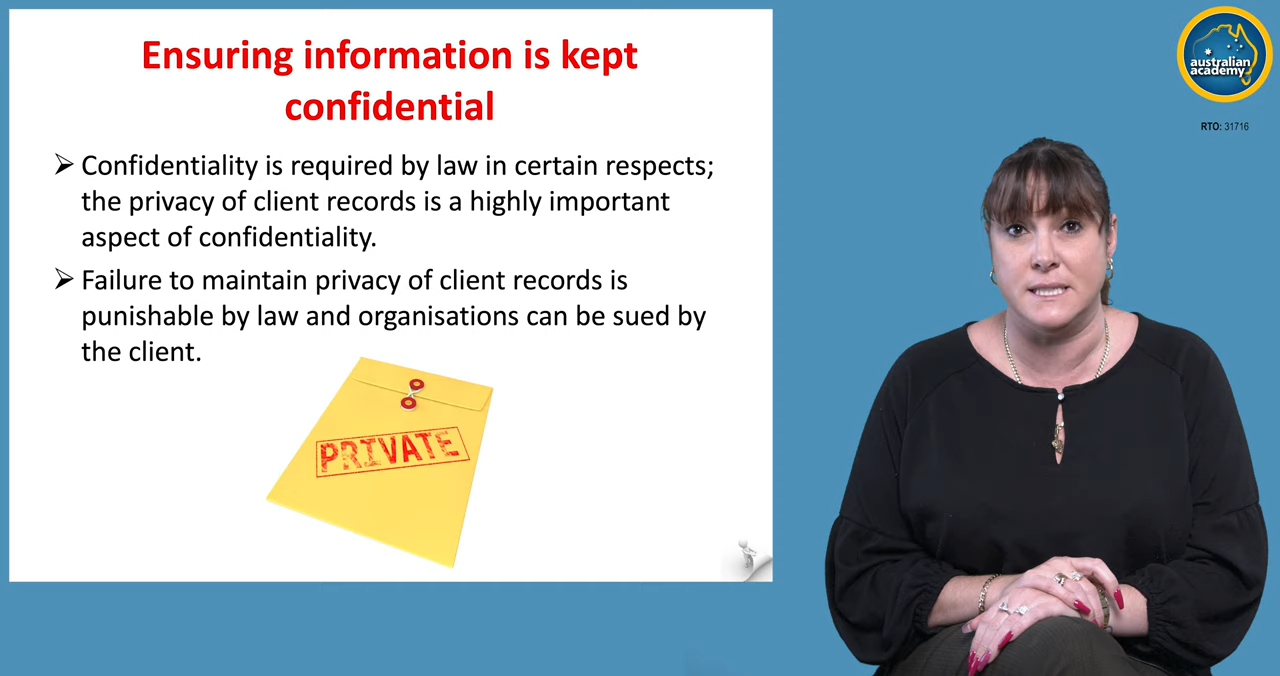 Ensuring information is kept
confidential
➢ Confidentiality is required by law in certain respects;
the privacy of client records is a highly important
aspect of confidentiality.
➢ Failure to maintain privacy of client records is
punishable by law and organisations can be sued by
the client.
PRIVATE
australian
academy
RTO: 31716